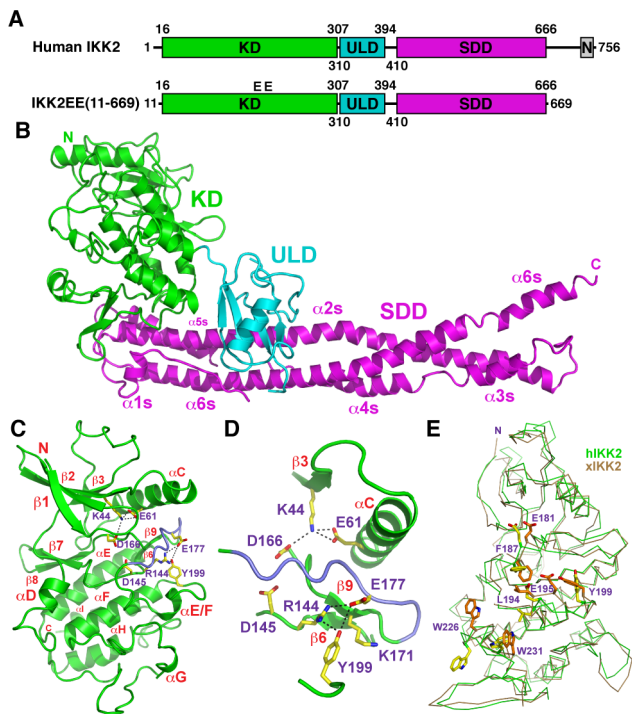 A
16 307 394 666
Human IKK2 1 KD ULD SDD N 756
310 410
16 E E 307 394 666
IKK2EE(11-669) 11 KD ULD SDD 669
310 410
B
N
KD
ULD
α5s
α2s
SDD
α6s
C
α1s
α6s
α4s
α3s
C
N
β2
β3
αC
β1
K44
E61
D166
β9
β7
αE
β6
E177
β8
D145
R144
Y199
αD
αF
αE/F
C
αH
αG
D
β3
K44
αC
E61
D166
β9
E177
R144
D145
β6
K171
Y199
E
N
hIKK2
xIKK2
E181
F187
L194
E195
Y199
W226
W231